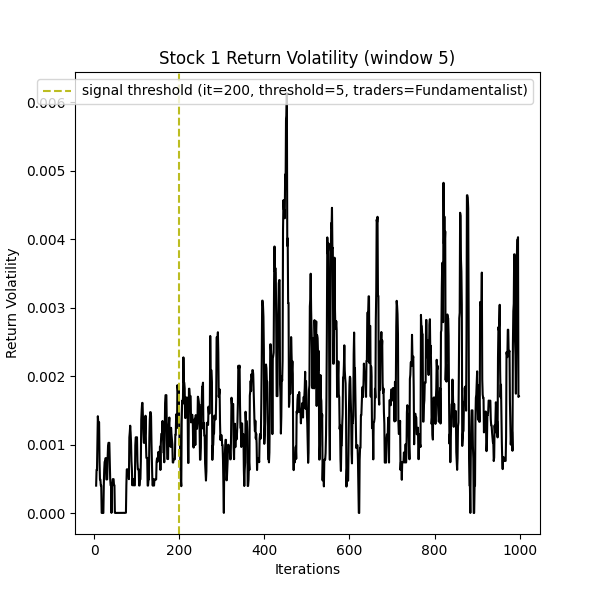 Stock 1 Return Volatility (window 5)
signal threshold (it=200, threshold=5, traders=Fundamentalist)
0.006
0.005
0.004
0.003
0.002
0.001
0.000
Return Volatility
0 200 400 600 800 1000
Iterations